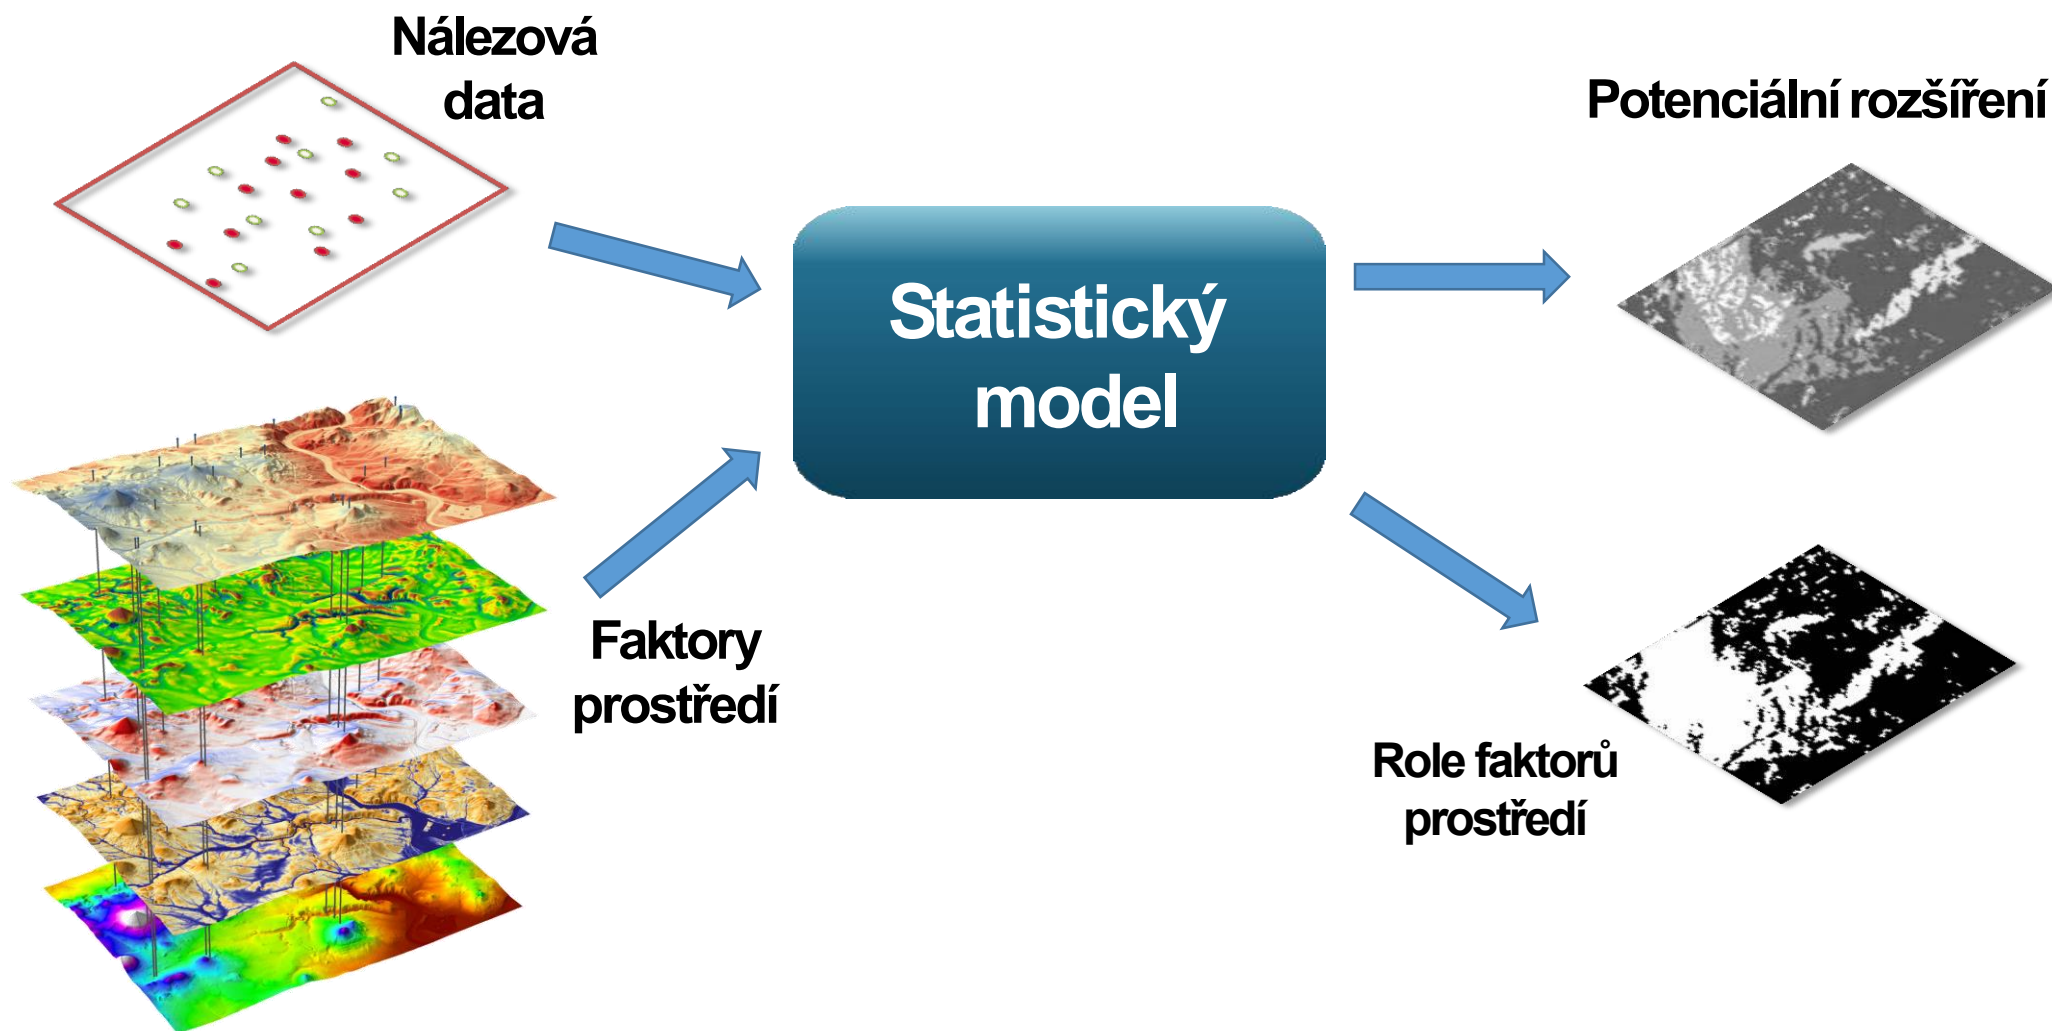 Nálezová
data
Potenciální rozšíření
Statistický
model
Faktory
prostředí
Role faktorů
prostředí